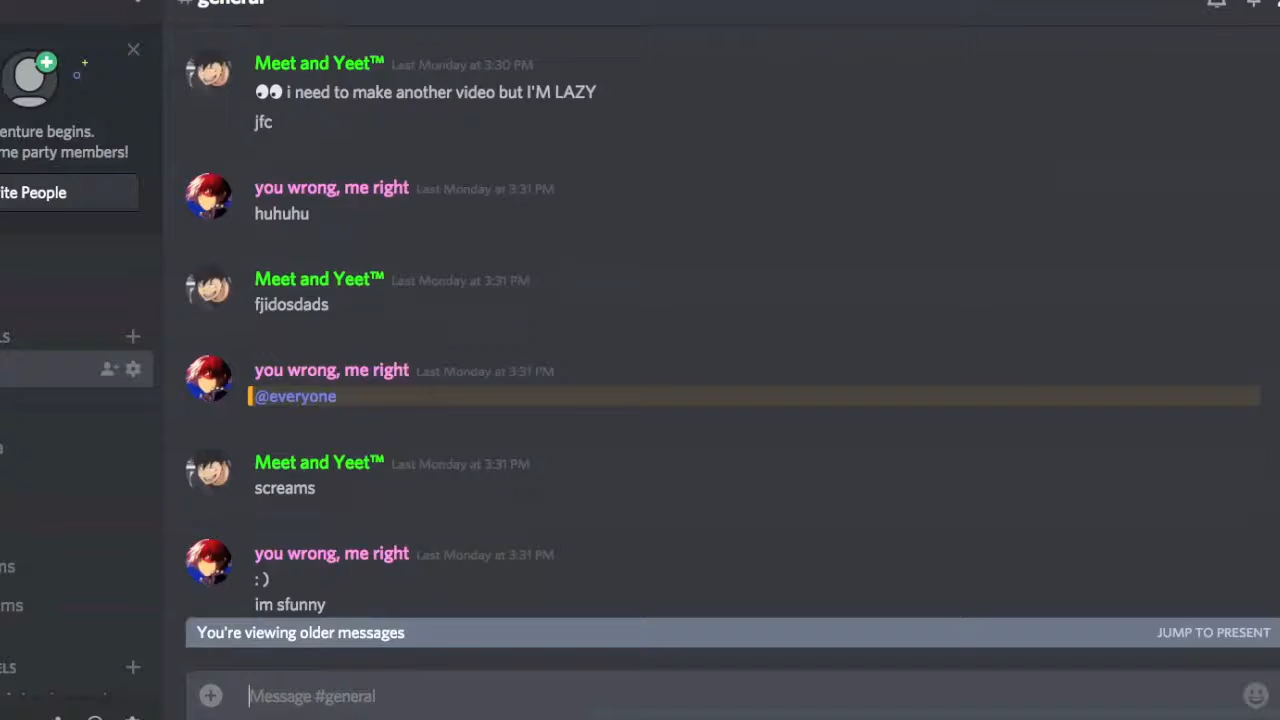 general
Meet and Yeet™ Last Monday at 3:30 PM
👀 i need to make another video but I'M LAZY
jfc
enture begins.
me party members!
ite People
you wrong, me right Last Monday at 3:31 PM
huhuhu
Meet and Yeet™ Last Monday at 3:31 PM
fjidosdads
LS
you wrong, me right Last Monday at 3:31 PM
@everyone
Meet and Yeet™ Last Monday at 3:31 PM
screams
you wrong, me right Last Monday at 3:31 PM
: )
im sfunny
ns
ms
You're viewing older messages JUMP TO PRESENT
ELS
Message #general